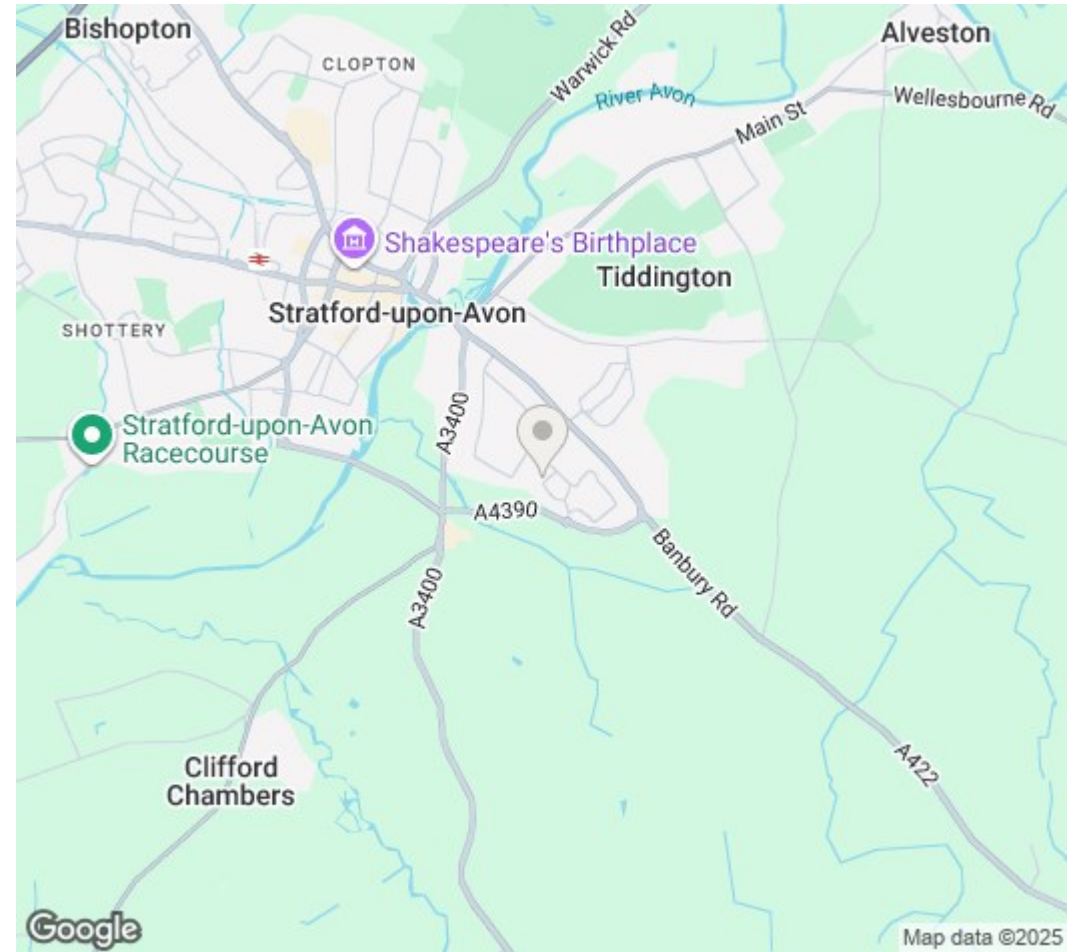 Bishopton
Alveston
CLOPTON
Warwick Rd
River Avon
Wellesbourne Rd
Main St
Shakespeare's Birthplace
Tiddington
Stratford-upon-Avon
SHOTTERY
A3400
Stratford-upon-Avon
Racecourse
A4390
Banbury Rd
A3400
A422
Clifford
Chambers
Google
Map data ©2025